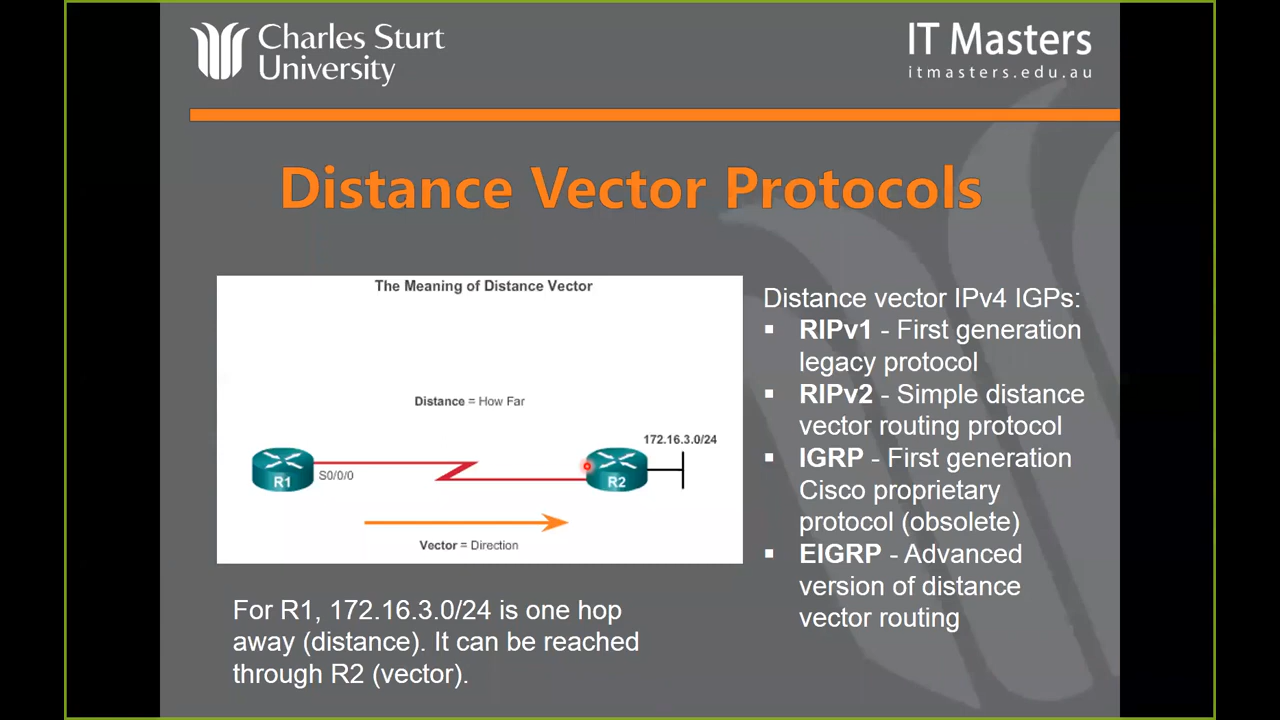 Charles Sturt
University
IT Masters
itmasters.edu.au
Distance Vector Protocols
The Meaning of Distance Vector
Distance = How Far
172.16.3.0/24
R1
S0/0/0
R2
Vector = Direction
For R1, 172.16.3.0/24 is one hop
away (distance). It can be reached
through R2 (vector).
Distance vector IPv4 IGPs:
▪ RIPv1 - First generation
legacy protocol
▪ RIPv2 - Simple distance
vector routing protocol
▪ IGRP - First generation
Cisco proprietary
protocol (obsolete)
▪ EIGRP - Advanced
version of distance
vector routing